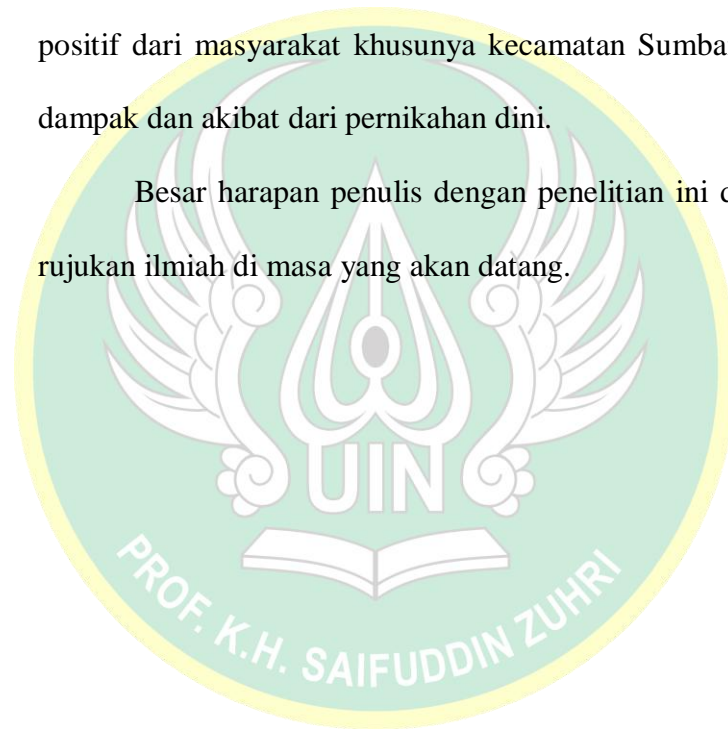 positif dari masyarakat khusunya kecamatan Sumba
dampak dan akibat dari pernikahan dini.
Besar harapan penulis dengan penelitian ini
rujukan ilmiah di masa yang akan datang.
UIN
PROF. K.H. SAIFUDDIN ZUHRI